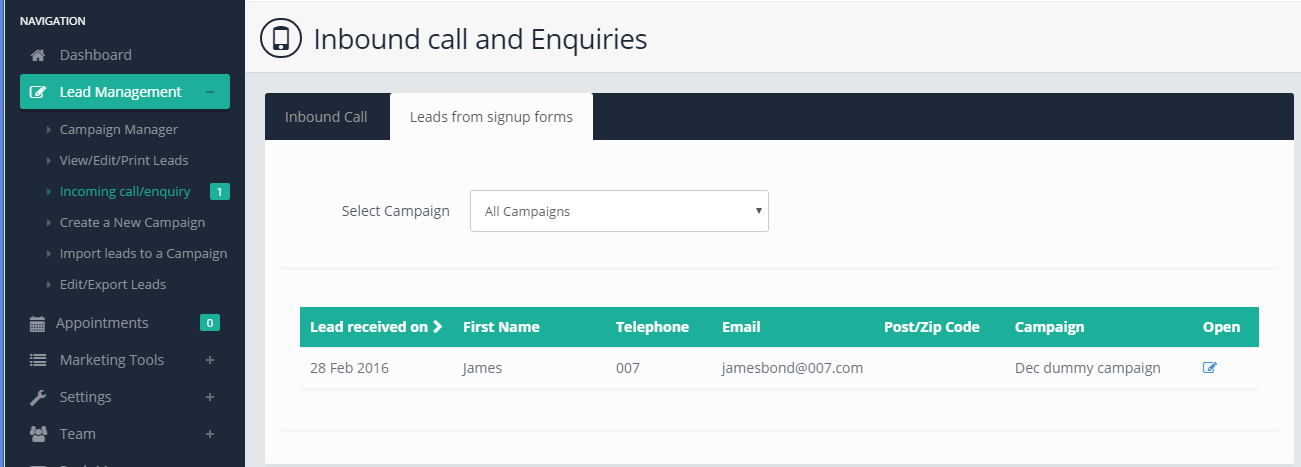 NAVIGATION
Dashboard
Lead Management
Campaign Manager
View/Edit/Print Leads
Incoming call/enquiry 1
Create a New Campaign
Import leads to a Campaign
Edit/Export Leads
Appointments 0
Marketing Tools +
Settings +
Team +
Inbound call and Enquiries
Inbound Call Leads from signup forms
Select Campaign All Campaigns
Lead received on First Name Telephone Email Post/Zip Code Campaign Open
28 Feb 2016 James 007 jamesbond@007.com Dec dummy campaign